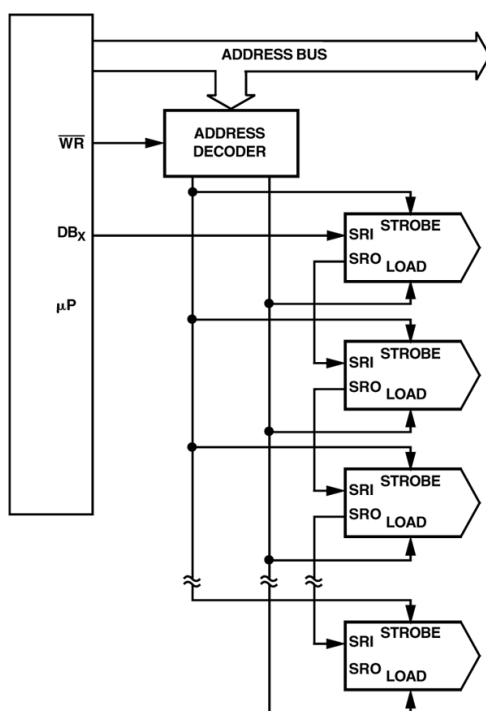 ADDRESS BUS
ADDRESS
DECODER
WR
DBX
μP
STROBE
SRI
SRO
LOAD
STROBE
SRI
SRO
LOAD
STROBE
SRI
SRO
LOAD
STROBE
SRI
SRO
LOAD